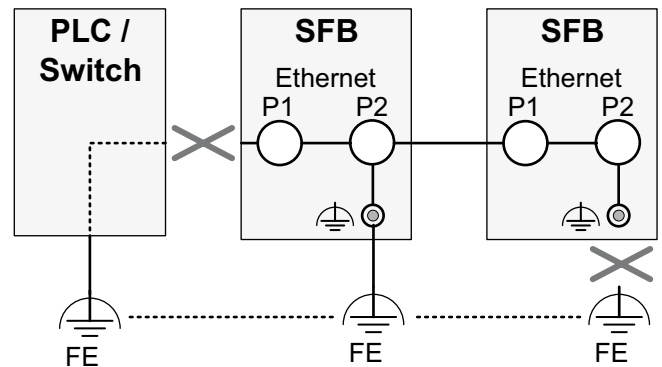 PLC /
Switch
SFB
Ethernet
P1 P2
SFB
Ethernet
P1 P2
FE
FE
FE